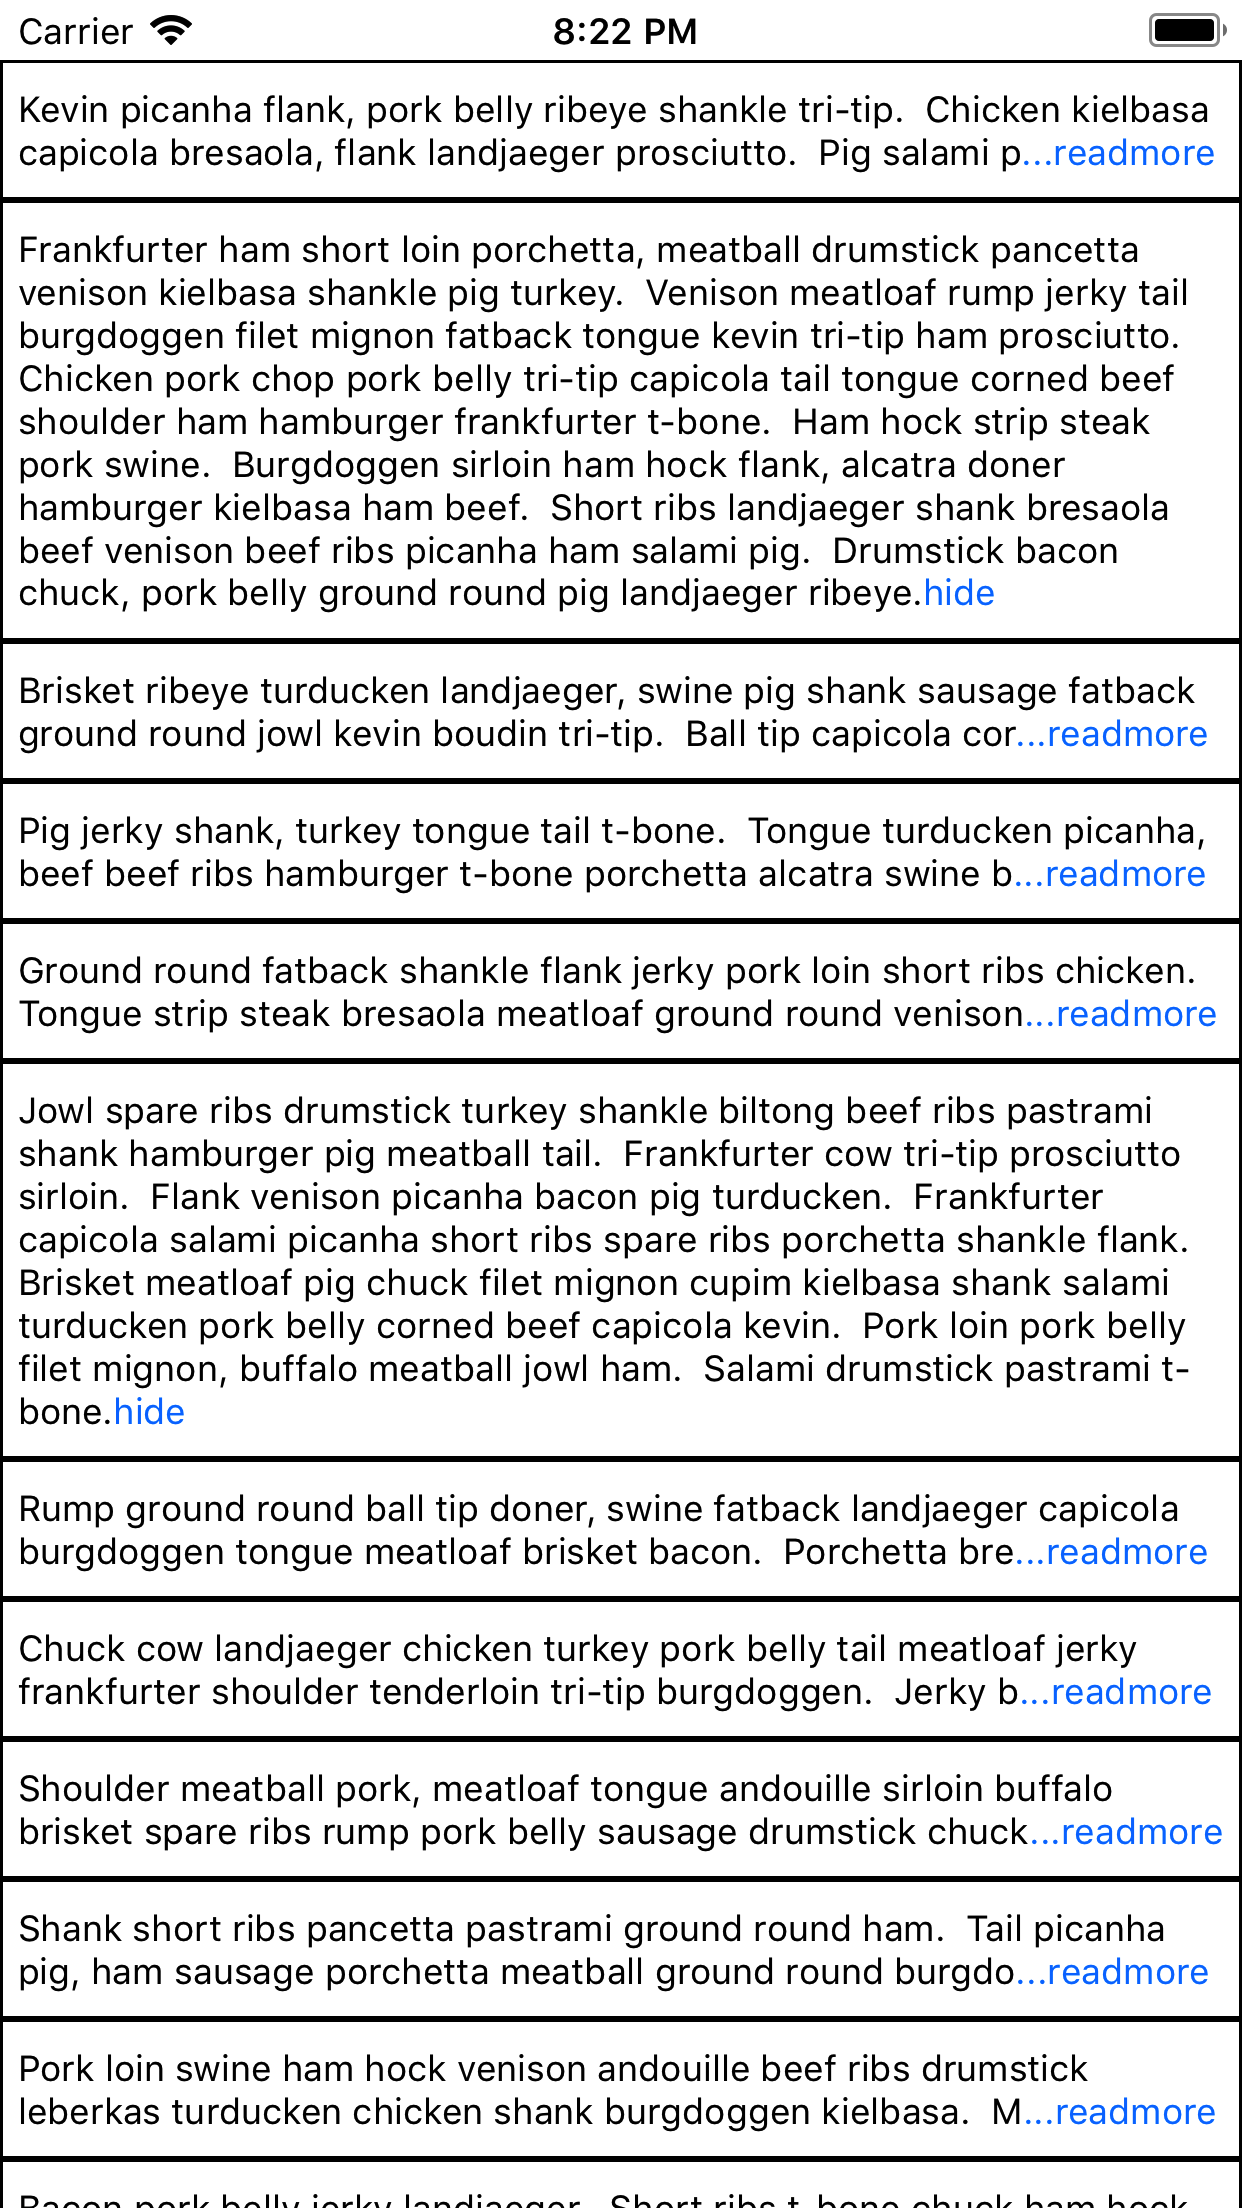 Carrier 8:22 PM
Kevin picanha flank, pork belly ribeye shankle tri-tip.  Chicken kielbasa
capicola bresaola, flank landjaeger prosciutto.  Pig salami p...readmore
Frankfurter ham short loin porchetta, meatball drumstick pancetta
venison kielbasa shankle pig turkey.  Venison meatloaf rump jerky tail
burgdoggen filet mignon fatback tongue kevin tri-tip ham prosciutto.
Chicken pork chop pork belly tri-tip capicola tail tongue corned beef
shoulder ham hamburger frankfurter t-bone.  Ham hock strip steak
pork swine.  Burgdoggen sirloin ham hock flank, alcatra doner
hamburger kielbasa ham beef.  Short ribs landjaeger shank bresaola
beef venison beef ribs picanha ham salami pig.  Drumstick bacon
chuck, pork belly ground round pig landjaeger ribeye.hide
Brisket ribeye turducken landjaeger, swine pig shank sausage fatback
ground round jowl kevin boudin tri-tip.  Ball tip capicola cor...readmore
Pig jerky shank, turkey tongue tail t-bone.  Tongue turducken picanha,
beef beef ribs hamburger t-bone porchetta alcatra swine b...readmore
Ground round fatback shankle flank jerky pork loin short ribs chicken.
Tongue strip steak bresaola meatloaf ground round venison...readmore
Jowl spare ribs drumstick turkey shankle biltong beef ribs pastrami
shank hamburger pig meatball tail.  Frankfurter cow tri-tip prosciutto
sirloin.  Flank venison picanha bacon pig turducken.  Frankfurter
capicola salami picanha short ribs spare ribs porchetta shankle flank.
Brisket meatloaf pig chuck filet mignon cupim kielbasa shank salami
turducken pork belly corned beef capicola kevin.  Pork loin pork belly
filet mignon, buffalo meatball jowl ham.  Salami drumstick pastrami t-
bone.hide
Rump ground round ball tip doner, swine fatback landjaeger capicola
burgdoggen tongue meatloaf brisket bacon.  Porchetta bre...readmore
Chuck cow landjaeger chicken turkey pork belly tail meatloaf jerky
frankfurter shoulder tenderloin tri-tip burgdoggen.  Jerky b...readmore
Shoulder meatball pork, meatloaf tongue andouille sirloin buffalo
brisket spare ribs rump pork belly sausage drumstick chuck...readmore
Shank short ribs pancetta pastrami ground round ham.  Tail picanha
pig, ham sausage porchetta meatball ground round burgdo...readmore
Pork loin swine ham hock venison andouille beef ribs drumstick
leberkas turducken chicken shank burgdoggen kielbasa.  M...readmore
Bacon pork belly jerky landjaeger.  Short ribs t-bone chuck ham hock